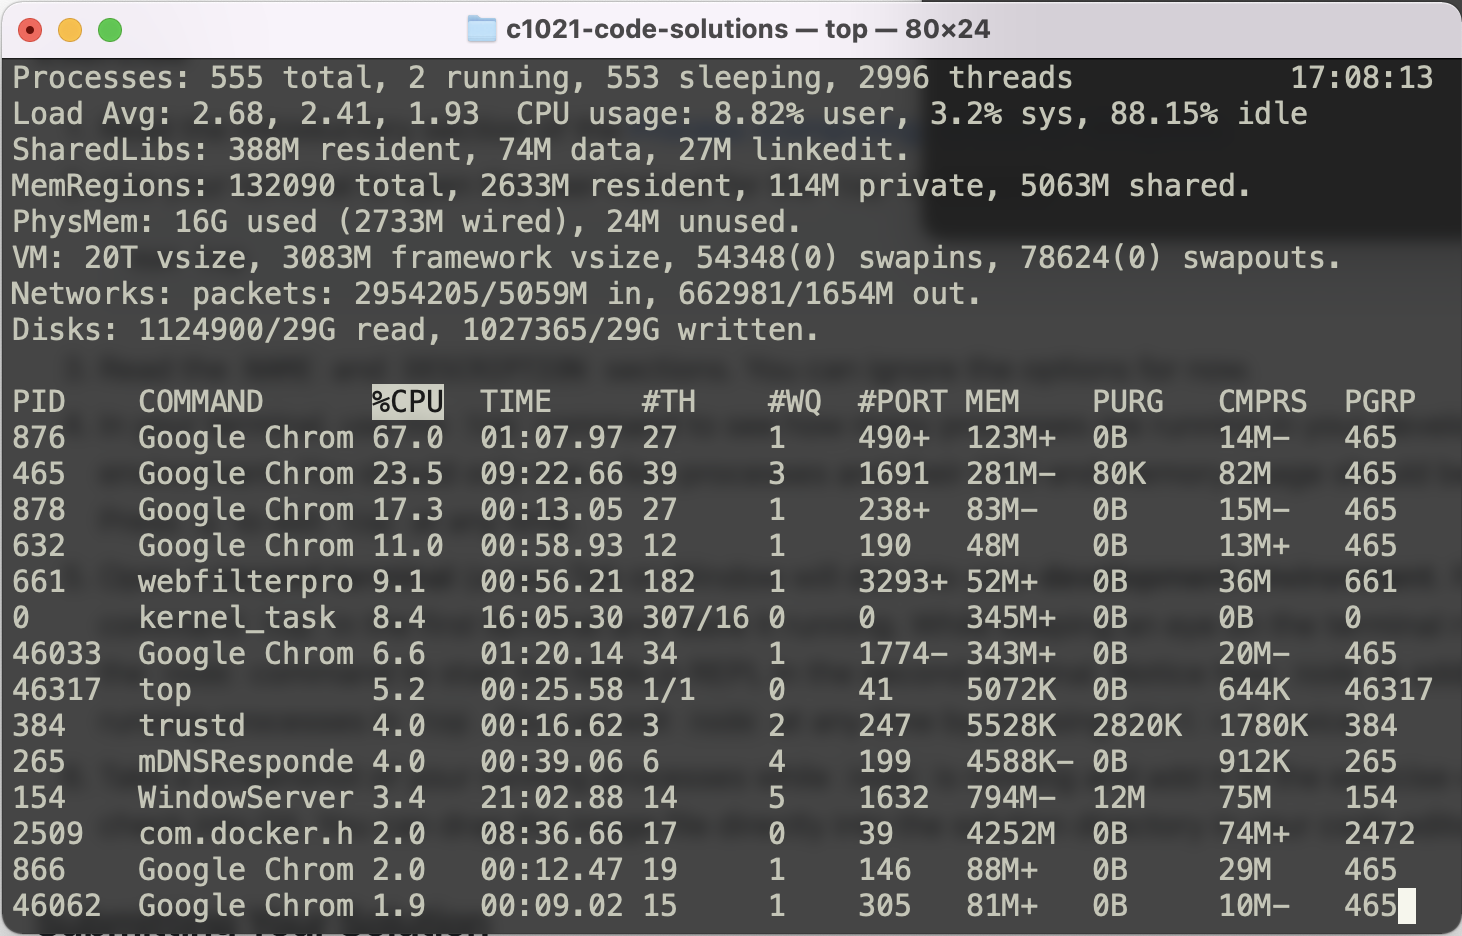 c1021-code-solutions — top — 80×24
Processes: 555 total, 2 running, 553 sleeping, 2996 threads 17:08:13
Load Avg: 2.68, 2.41, 1.93  CPU usage: 8.82% user, 3.2% sys, 88.15% idle
SharedLibs: 388M resident, 74M data, 27M linkedit.
MemRegions: 132090 total, 2633M resident, 114M private, 5063M shared.
PhysMem: 16G used (2733M wired), 24M unused.
VM: 20T vsize, 3083M framework vsize, 54348(0) swapins, 78624(0) swapouts.
Networks: packets: 2954205/5059M in, 662981/1654M out.
Disks: 1124900/29G read, 1027365/29G written.
PID COMMAND %CPU TIME #TH #WQ #PORT MEM PURG CMPRS PGRP
876 Google Chrom 67.0 01:07.97 27 1 490+ 123M+ 0B 14M- 465
465 Google Chrom 23.5 09:22.66 39 3 1691 281M- 80K 82M 465
878 Google Chrom 17.3 00:13.05 27 1 238+ 83M- 0B 15M- 465
632 Google Chrom 11.0 00:58.93 12 1 190 48M 0B 13M+ 465
661 webfilterpro 9.1 00:56.21 182 1 3293+ 52M+ 0B 36M 661
0 kernel_task 8.4 16:05.30 307/16 0 0 345M+ 0B 0B 0
46033 Google Chrom 6.6 01:20.14 34 1 1774- 343M+ 0B 20M- 465
46317 top 5.2 00:25.58 1/1 0 41 5072K 0B 644K 46317
384 trustd 4.0 00:16.62 3 2 247 5528K 2820K 1780K 384
265 mDNSResponde 4.0 00:39.06 6 4 199 4588K- 0B 912K 265
154 WindowServer 3.4 21:02.88 14 5 1632 794M- 12M 75M 154
2509 com.docker.h 2.0 08:36.66 17 0 39 4252M 0B 74M+ 2472
866 Google Chrom 2.0 00:12.47 19 1 146 88M+ 0B 29M 465
46062 Google Chrom 1.9 00:09.02 15 1 305 81M+ 0B 10M- 465